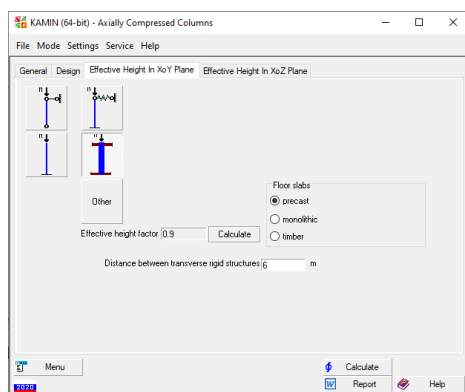 KAMIN (64-bit) - Axially Compressed Columns
File Mode Settings Service Help
General Design Effective Height In XoY Plane Effective Height In XoZ Plane
n n
n n
Other
Floor slabs
precast
monolithic
timber
Effective height factor 0.9 Calculate
Distance between transverse rigid structures 6 m
Menu Calculate
2020 Report Help